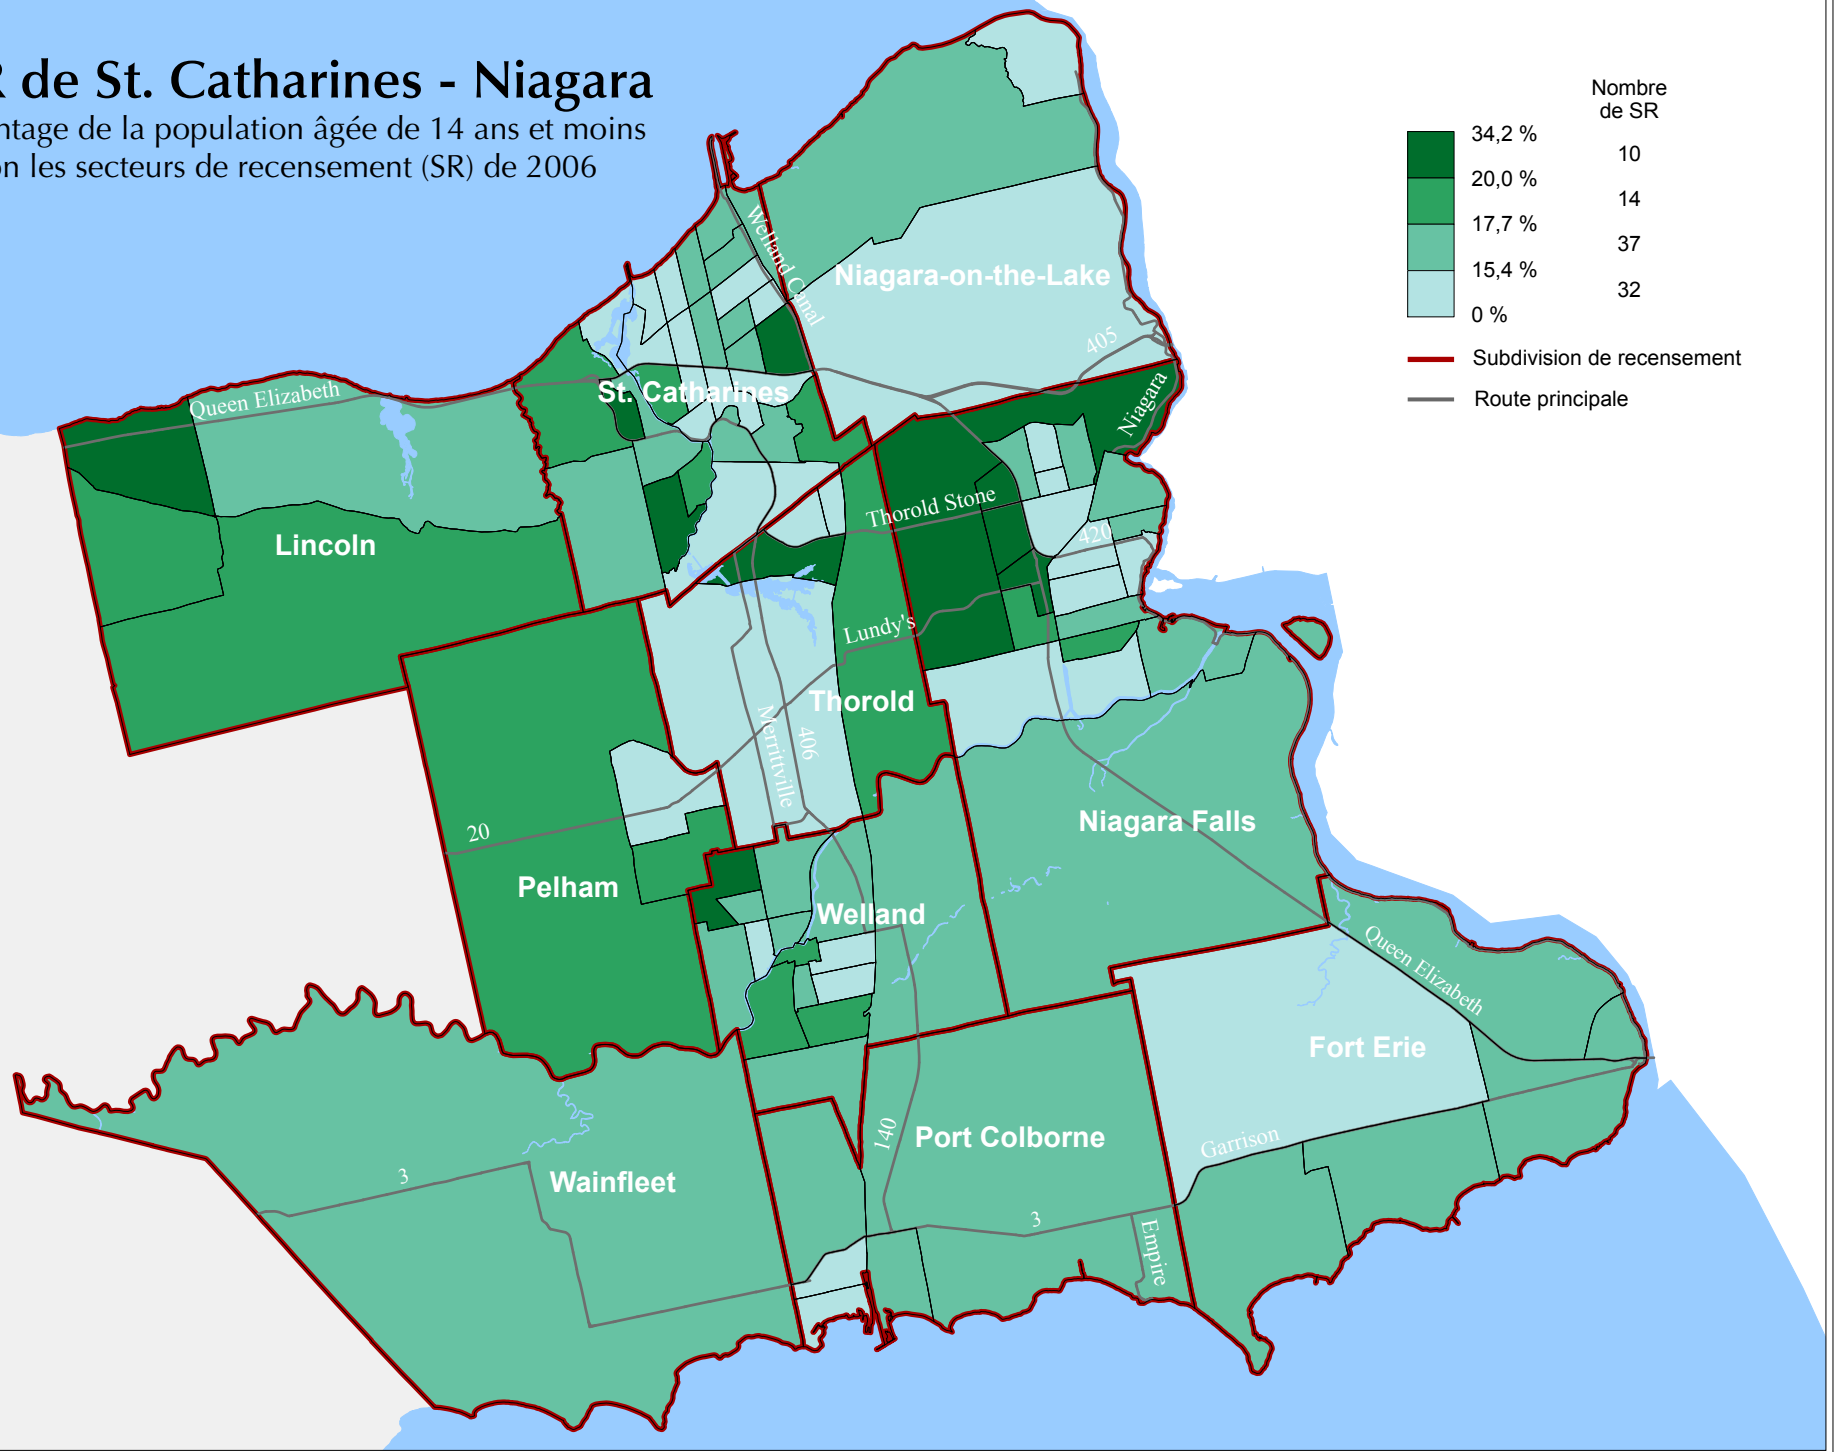 R de St. Catharines - Niagara
ntage de la population âgée de 14 ans et moins
n les secteurs de recensement (SR) de 2006
Nombre
de SR
34,2 %
10
20,0 %
14
17,7 %
37
15,4 %
32
0 %
Subdivision de recensement
Route principale
Welland Canal
Niagara-on-the-Lake
405
Queen Elizabeth
St. Catharines
Niagara
Thorold Stone
420
Lincoln
Lundy's
Thorold
Merrittville
406
20
Niagara Falls
Pelham
Welland
Queen Elizabeth
Fort Erie
140
Port Colborne
Garrison
3
Wainfleet
3
Empire